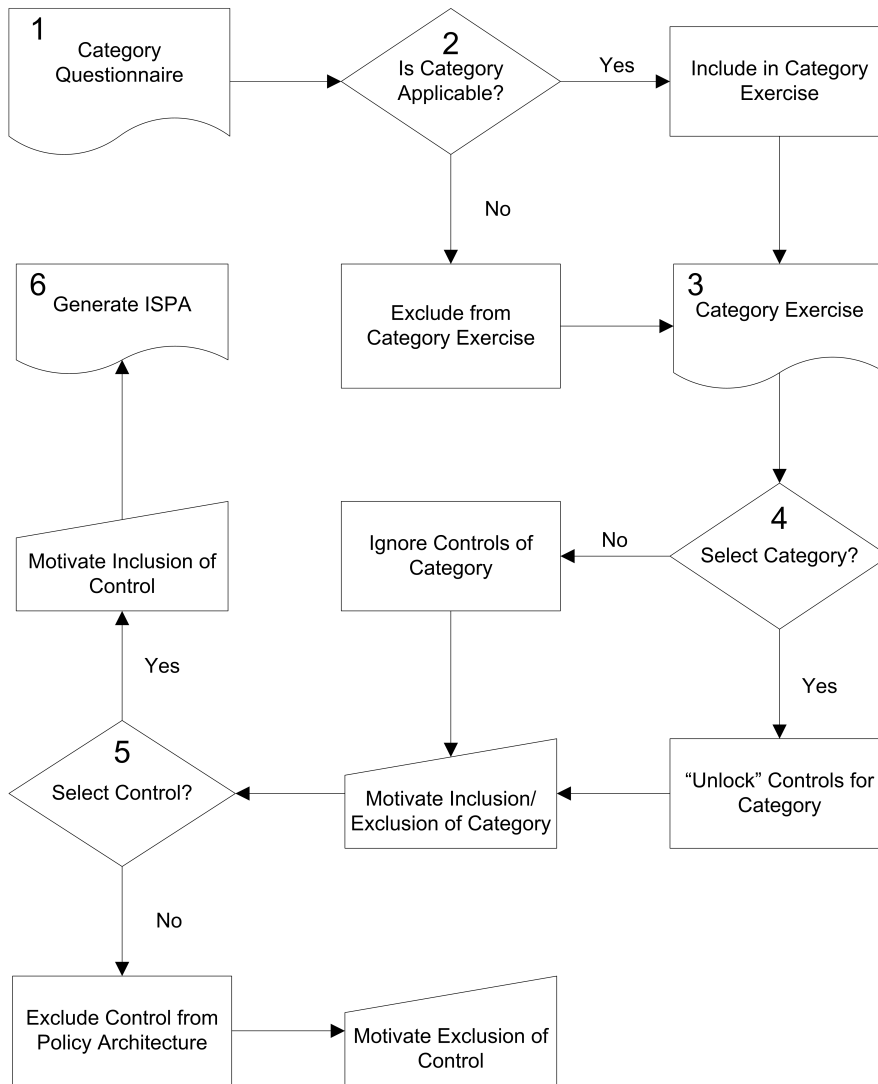 1
Category
Questionnaire
2
Is Category
Applicable?
Yes
Include in Category
Exercise
No
6
Generate ISPA
Exclude from
Category Exercise
3
Category Exercise
Motivate Inclusion of
Control
Ignore Controls of
Category
No
4
Select Category?
Yes
Yes
5
Select Control?
Motivate Inclusion/
Exclusion of Category
“Unlock” Controls for
Category
No
Exclude Control from
Policy Architecture
Motivate Exclusion of
Control